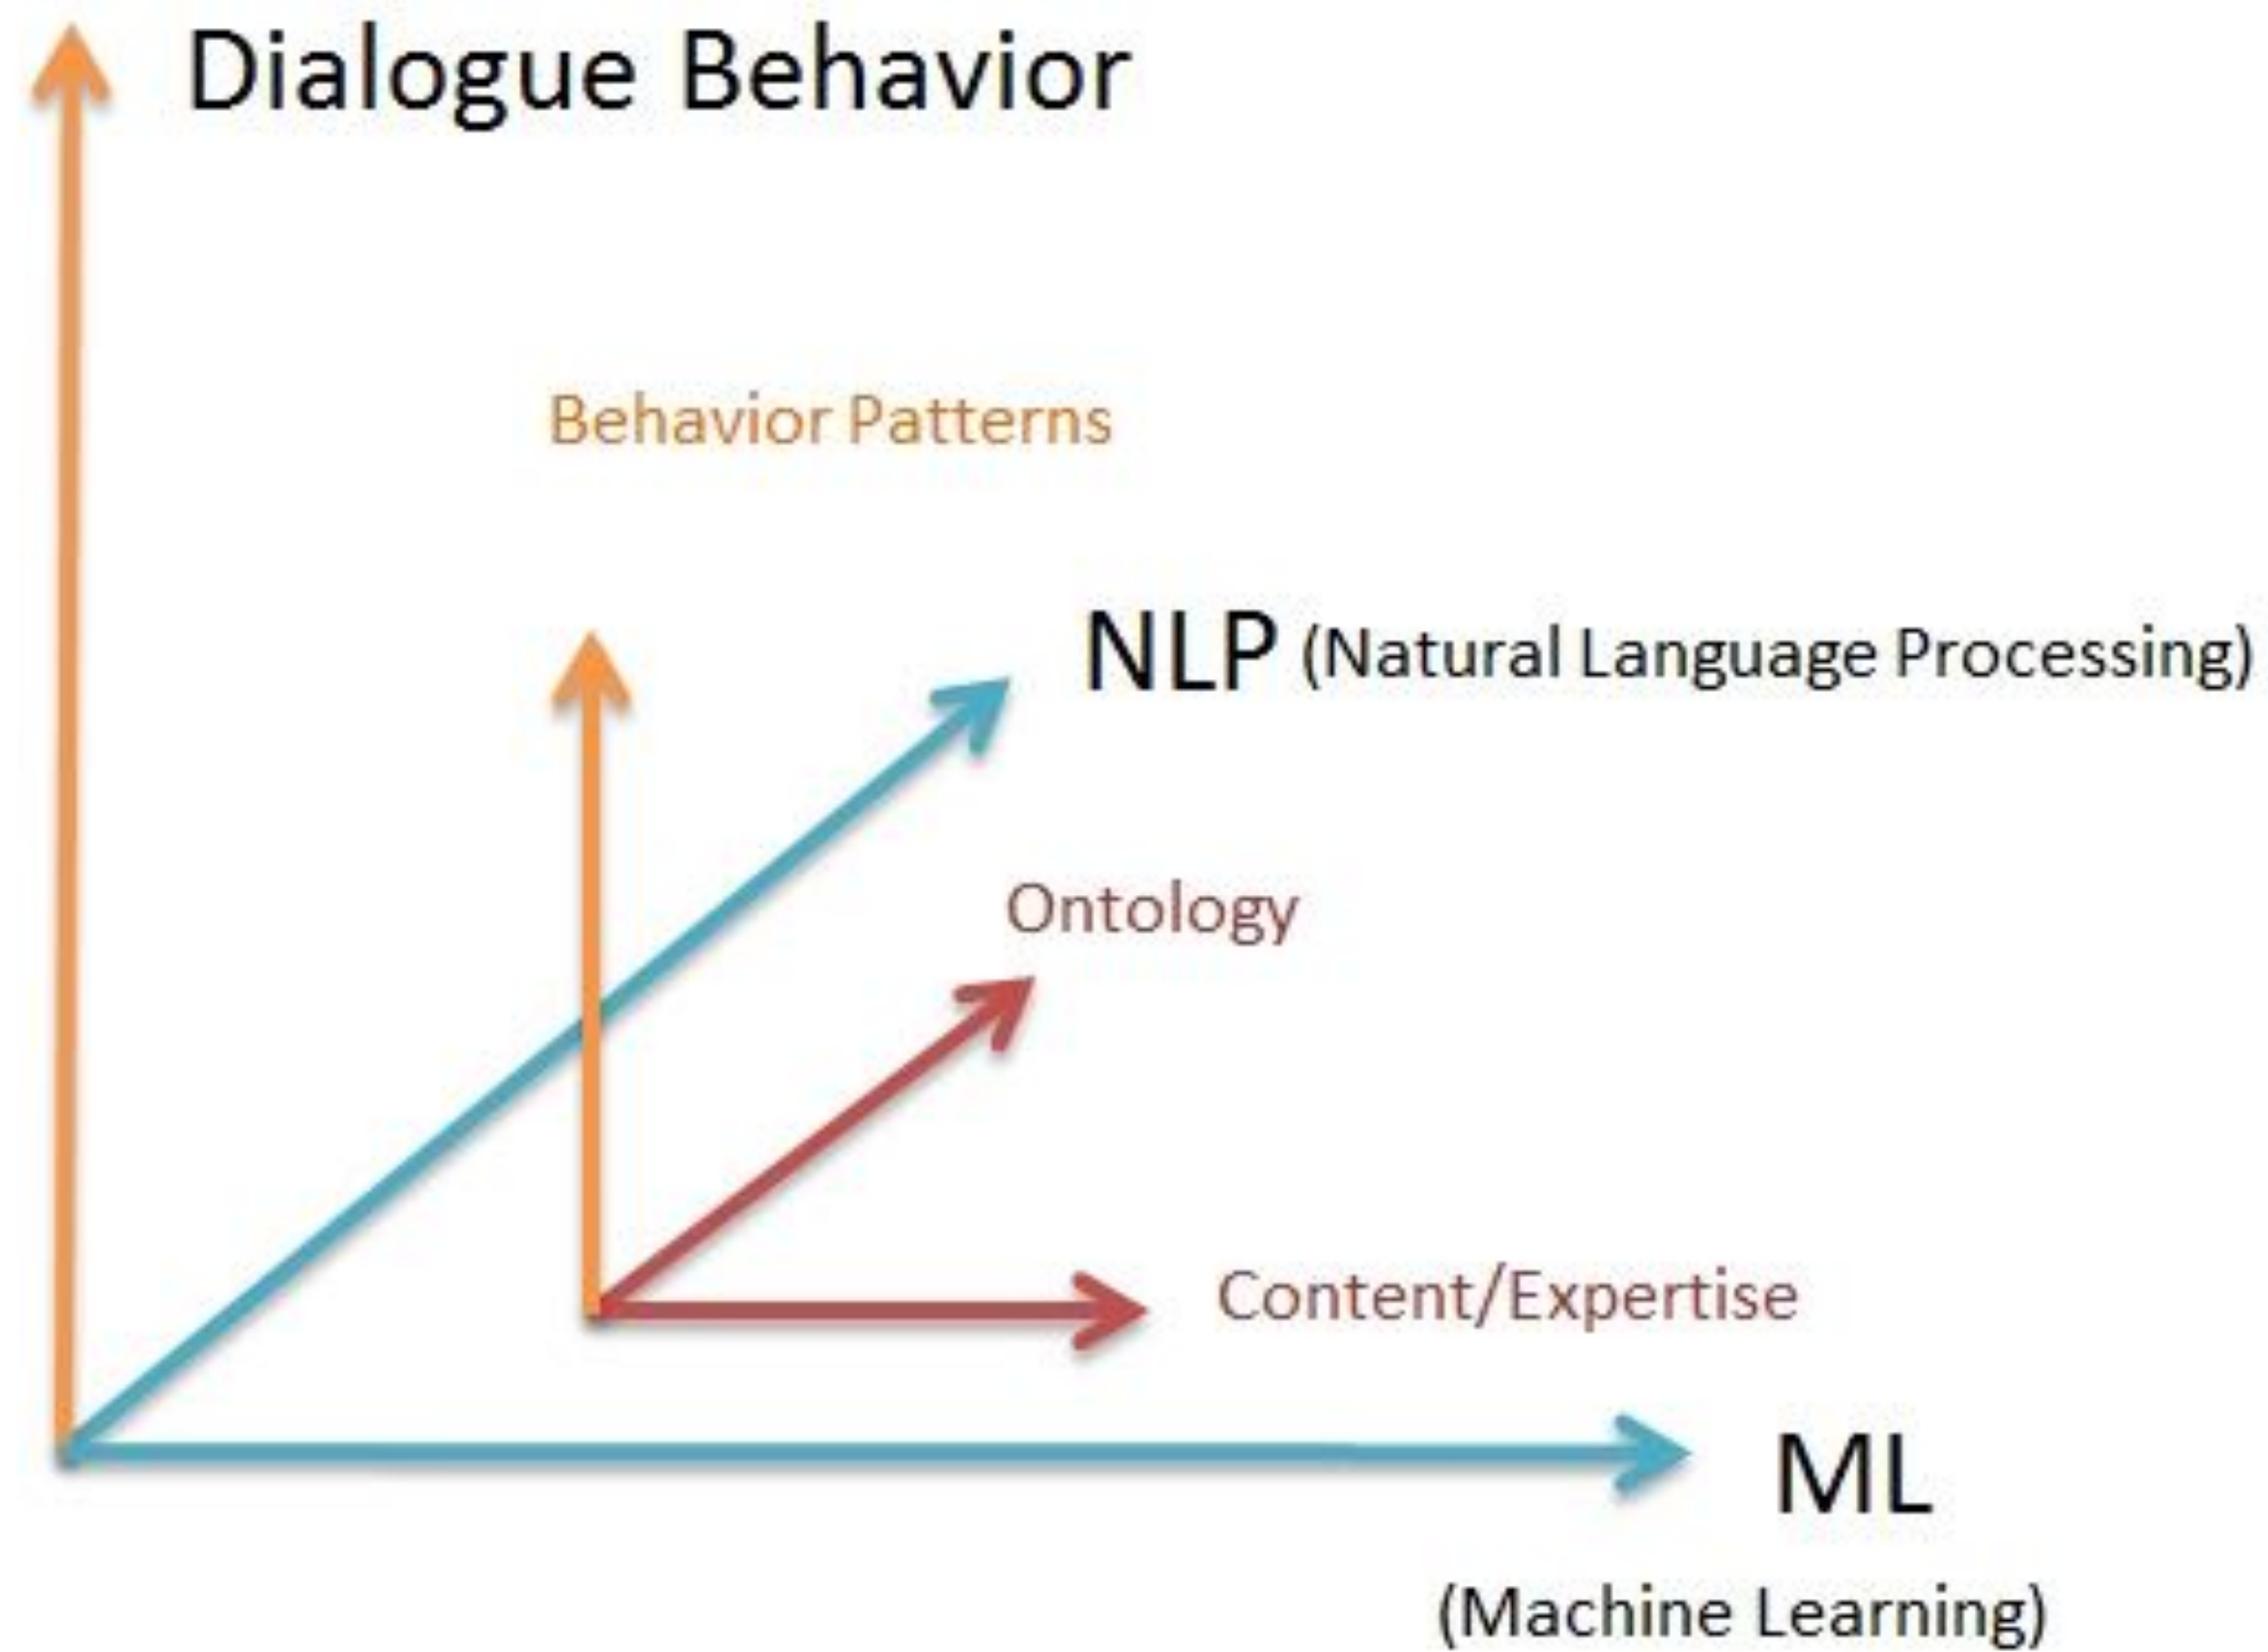 Dialogue Behavior
Behavior Patterns
NLP (Natural Language Processing)
Ontology
Content/Expertise
ML
(Machine Learning)